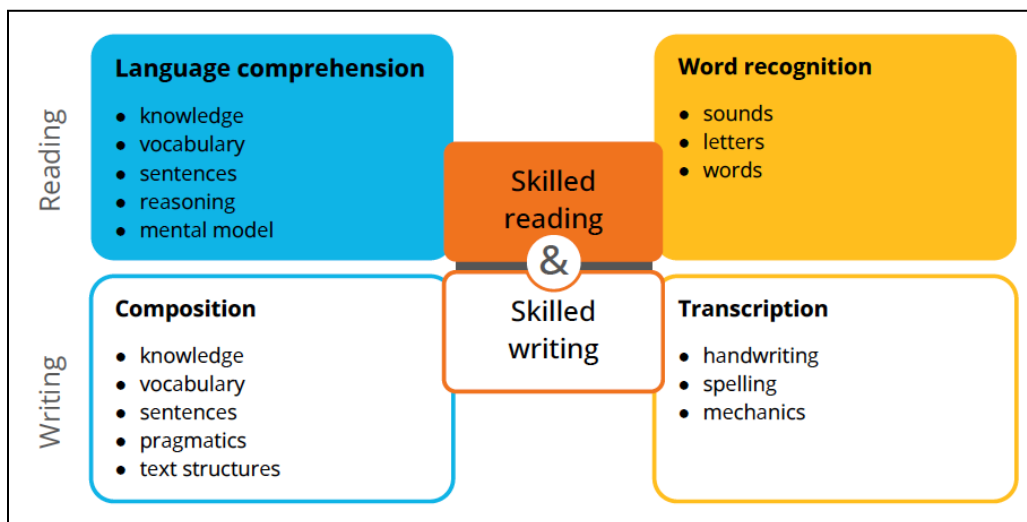 Reading
Language comprehension
● knowledge
● vocabulary
● sentences
● reasoning
● mental model
Word recognition
● sounds
● letters
● words
Skilled
reading
&
Skilled
writing
Writing
Composition
● knowledge
● vocabulary
● sentences
● pragmatics
● text structures
Transcription
● handwriting
● spelling
● mechanics